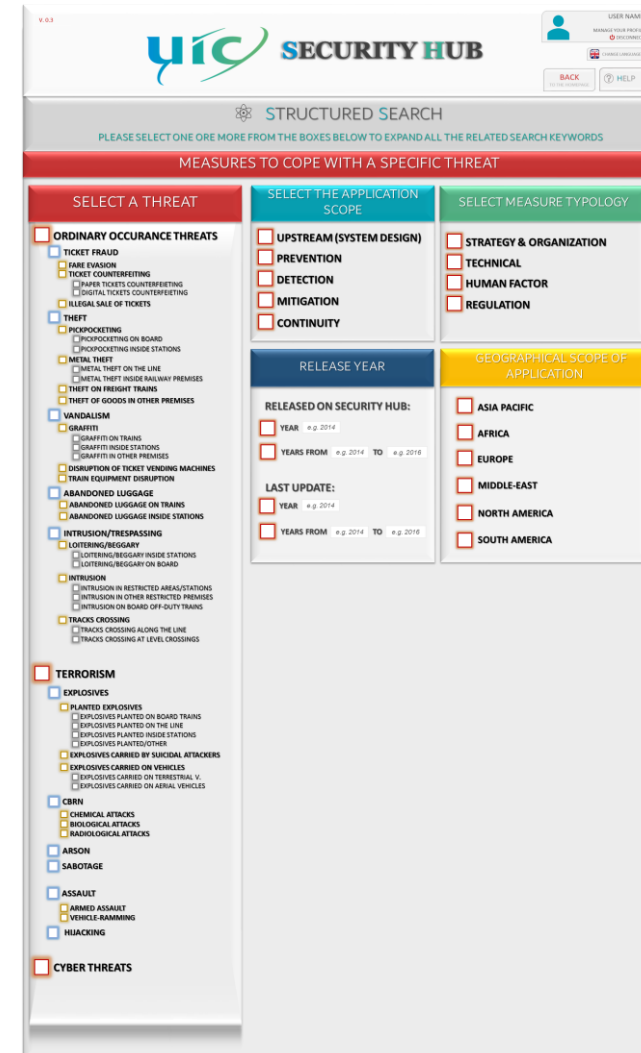 V. 0.3
UIC SECURITY HUB
USER NAM
MANAGE YOUR PROFI
DISCONNEC
CHANGE LANGUAGE
BACK
TO THE HOMEPAGE
? HELP
STRUCTURED SEARCH
PLEASE SELECT ONE ORE MORE FROM THE BOXES BELOW TO EXPAND ALL THE RELATED SEARCH KEYWORDS
MEASURES TO COPE WITH A SPECIFIC THREAT
SELECT A THREAT
ORDINARY OCCURANCE THREATS
TICKET FRAUD
FARE EVASION
TICKET COUNTERFEITING
PAPER TICKETS COUNTERFEIETING
DIGITAL TICKETS COUNTERFEIETING
ILLEGAL SALE OF TICKETS
THEFT
PICKPOCKETING
PICKPOCKETING ON BOARD
PICKPOCKETING INSIDE STATIONS
METAL THEFT
METAL THEFT ON THE LINE
METAL THEFT INSIDE RAILWAY PREMISES
THEFT ON FREIGHT TRAINS
THEFT OF GOODS IN OTHER PREMISES
VANDALISM
GRAFFITI
GRAFFITI ON TRAINS
GRAFFITI INSIDE STATIONS
GRAFFITI IN OTHER PREMISES
DISRUPTION OF TICKET VENDING MACHINES
TRAIN EQUIPMENT DISRUPTION
ABANDONED LUGGAGE
ABANDONED LUGGAGE ON TRAINS
ABANDONED LUGGAGE INSIDE STATIONS
INTRUSION/TRESPASSING
LOITERING/BEGGARY
LOITERING/BEGGARY INSIDE STATIONS
LOITERING/BEGGARY ON BOARD
INTRUSION
INTRUSION IN RESTRICTED AREAS/STATIONS
INTRUSION IN OTHER RESTRICTED PREMISES
INTRUSION ON BOARD OFF-DUTY TRAINS
TRACKS CROSSING
TRACKS CROSSING ALONG THE LINE
TRACKS CROSSING AT LEVEL CROSSINGS
TERRORISM
EXPLOSIVES
PLANTED EXPLOSIVES
EXPLOSIVES PLANTED ON BOARD TRAINS
EXPLOSIVES PLANTED ON THE LINE
EXPLOSIVES PLANTED INSIDE STATIONS
EXPLOSIVES PLANTED/OTHER
EXPLOSIVES CARRIED BY SUICIDAL ATTACKERS
EXPLOSIVES CARRIED ON VEHICLES
EXPLOSIVES CARRIED ON TERRESTRIAL V.
EXPLOSIVES CARRIED ON AERIAL VEHICLES
CBRN
CHEMICAL ATTACKS
BIOLOGICAL ATTACKS
RADIOLOGICAL ATTACKS
ARSON
SABOTAGE
ASSAULT
ARMED ASSAULT
VEHICLE-RAMMING
HIJACKING
CYBER THREATS
SELECT THE APPLICATION
SCOPE
UPSTREAM (SYSTEM DESIGN)
PREVENTION
DETECTION
MITIGATION
CONTINUITY
SELECT MEASURE TYPOLOGY
STRATEGY & ORGANIZATION
TECHNICAL
HUMAN FACTOR
REGULATION
RELEASE YEAR
RELEASED ON SECURITY HUB:
YEAR e.g. 2014
YEARS FROM e.g. 2014 TO e.g. 2016
LAST UPDATE:
YEAR e.g. 2014
YEARS FROM e.g. 2014 TO e.g. 2016
GEOGRAPHICAL SCOPE OF
APPLICATION
ASIA PACIFIC
AFRICA
EUROPE
MIDDLE-EAST
NORTH AMERICA
SOUTH AMERICA